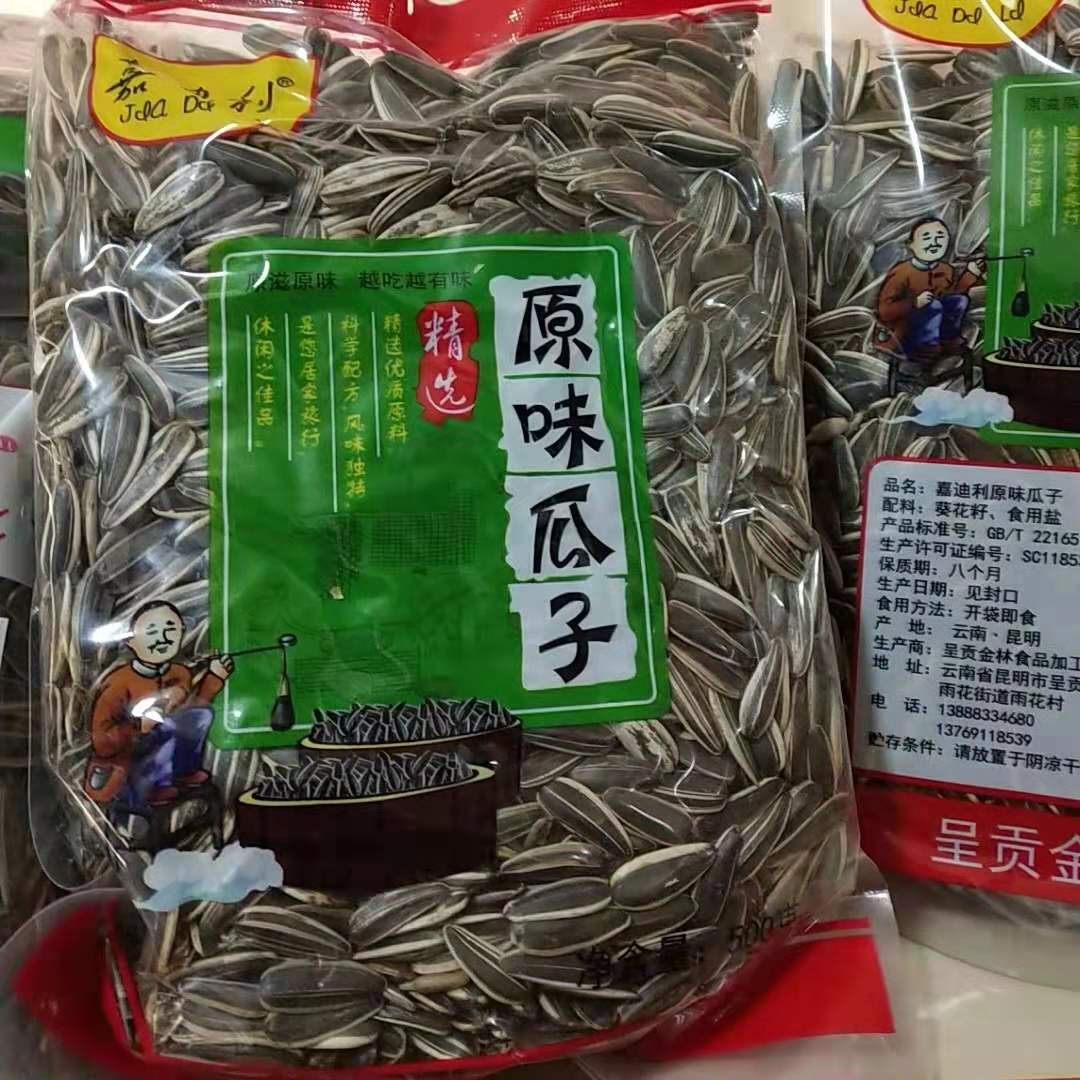 嘉迪利®
Jda Dd
原滋原味 越吃越有味
精选
原味瓜子
精选优质原料
科学配方,风味独特
是您居家旅行
休闲之佳品。
净含量:500克
Jda Dd Ld
品名:嘉迪利原味瓜子
配料:葵花籽、食用盐
产品标准号:GB/T 22165
生产许可证编号:SC1185
保质期:八个月
生产日期:见封口
食用方法:开袋即食
产 地:云南·昆明
生产商:呈贡金林食品加工
地 址:云南省昆明市呈贡
雨花街道雨花村
电 话:13888334680
13769118539
贮存条件:请放置于阴凉干
呈贡金